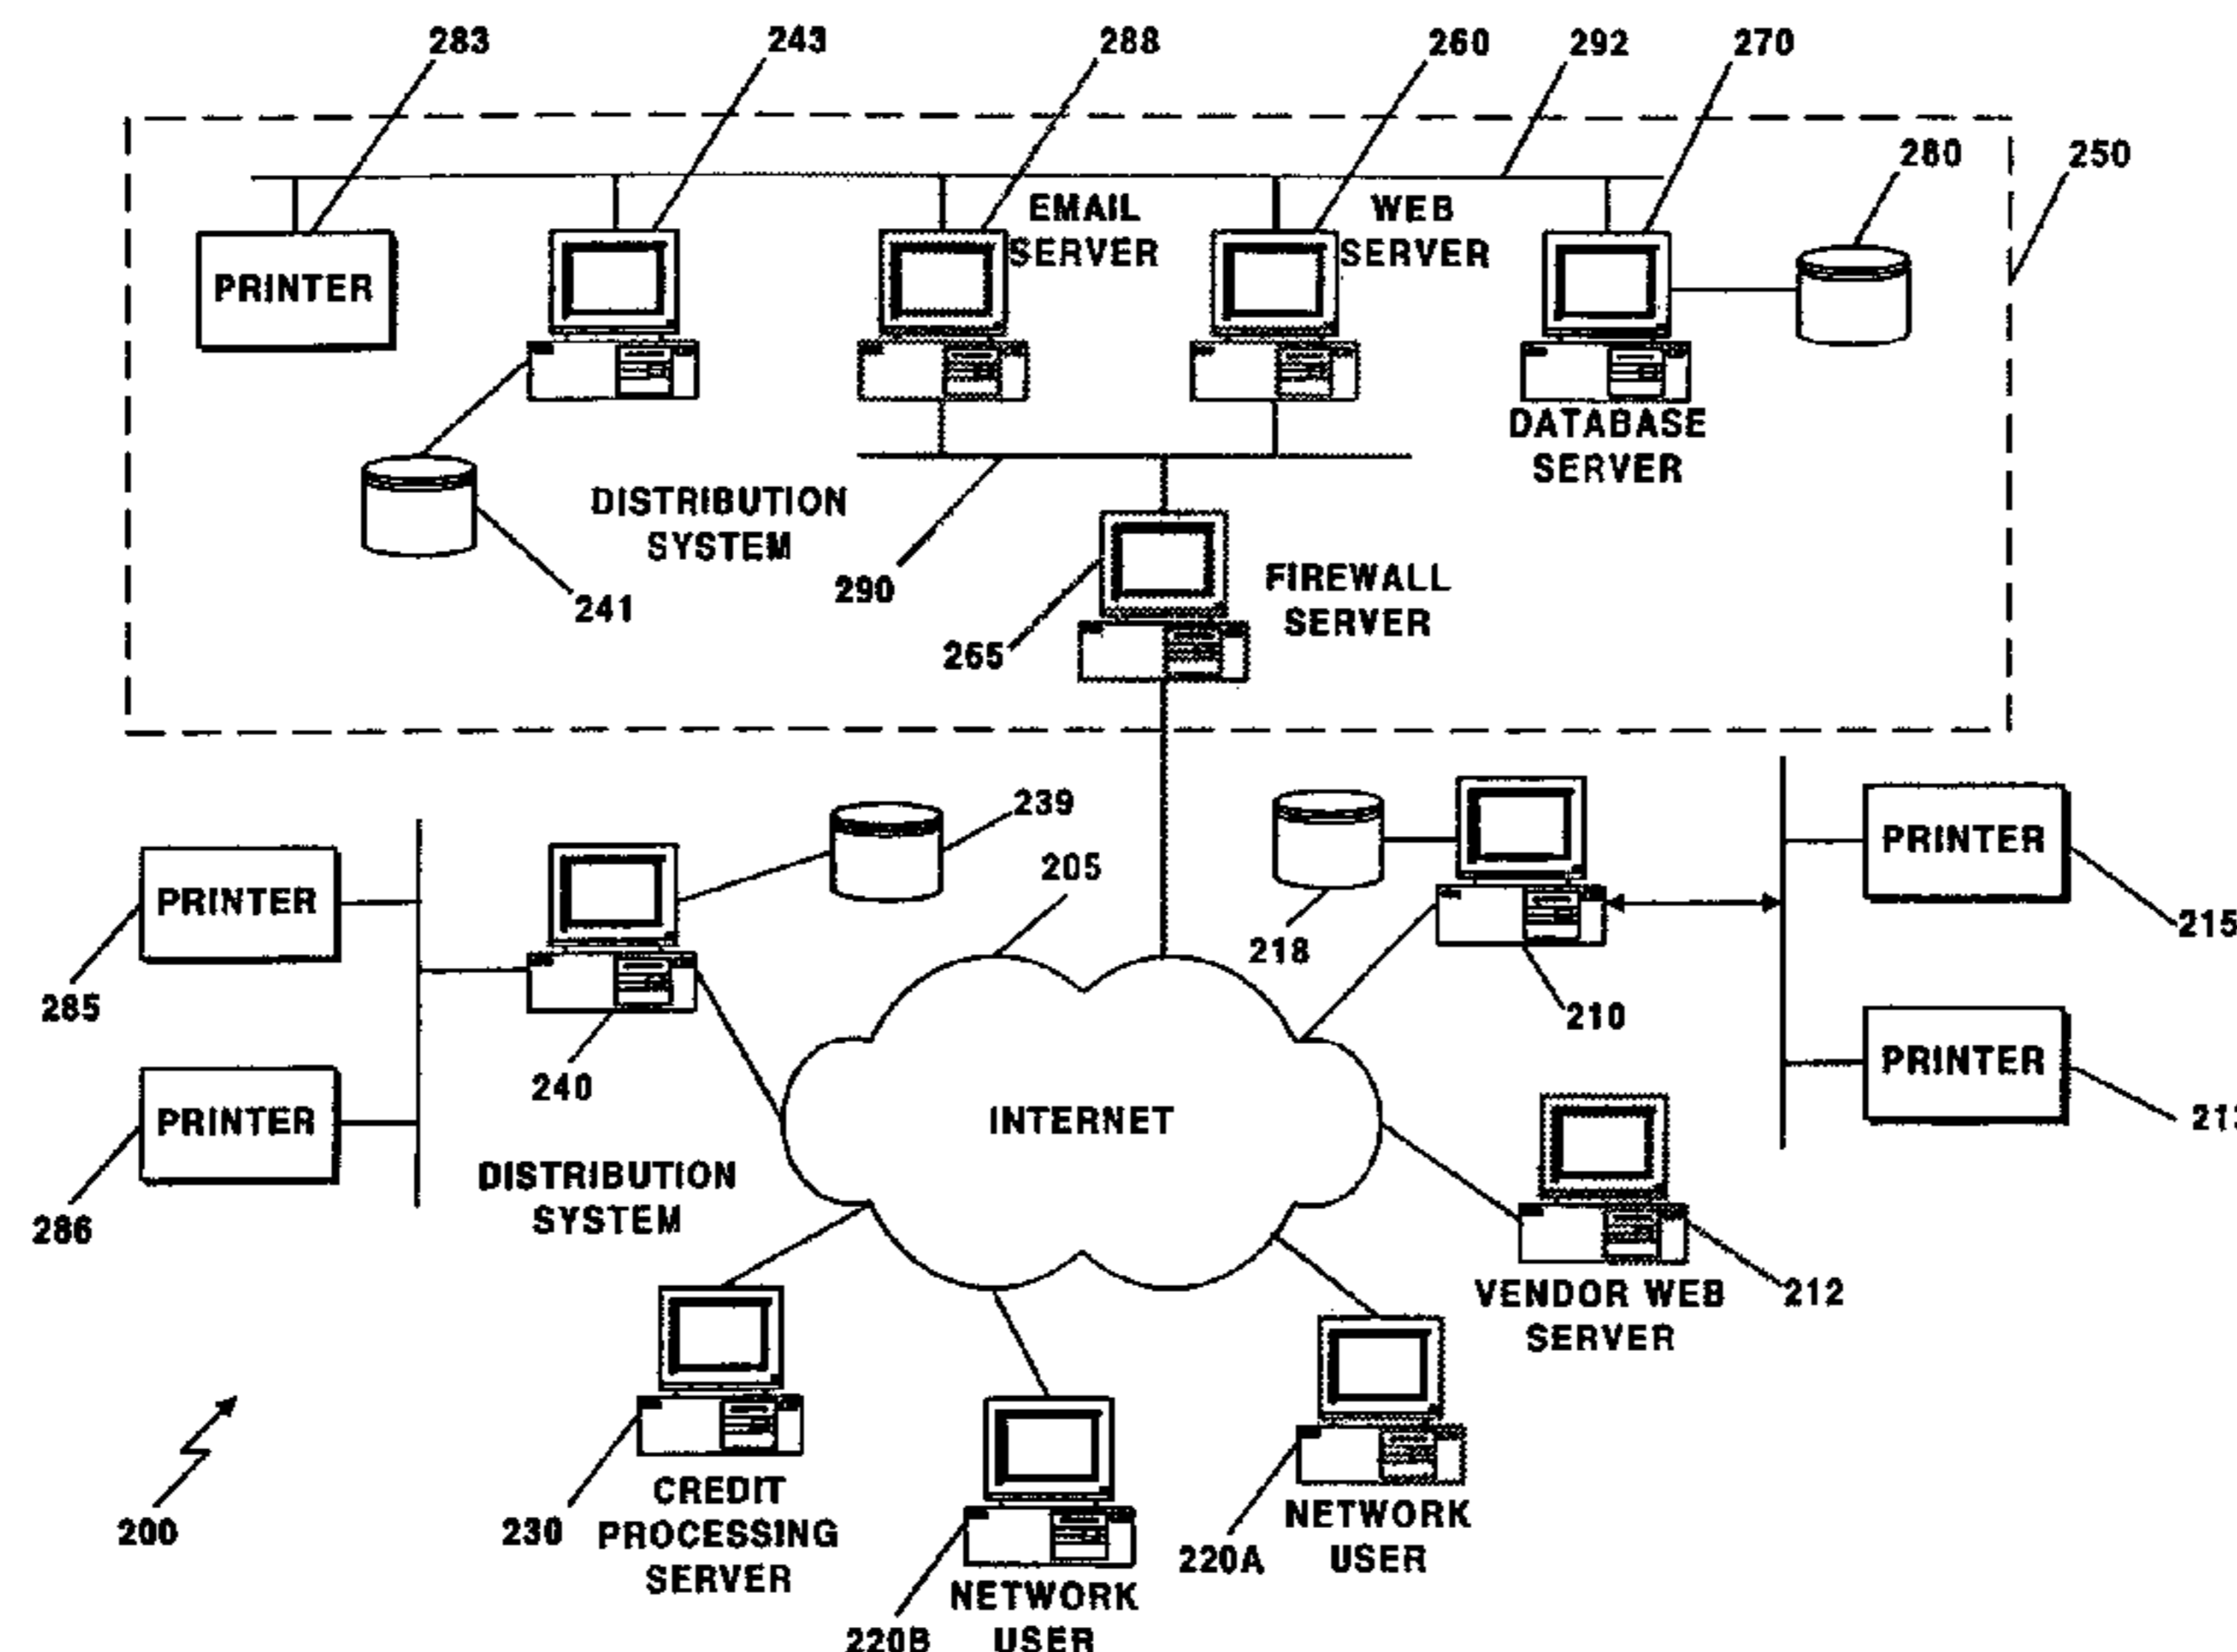 283
243
288
260
292
270
280
250
EMAIL
SERVER
WEB
SERVER
PRINTER
DATABASE
SERVER
DISTRIBUTION
SYSTEM
241
290
265
FIREWALL
SERVER
239
205
218
210
PRINTER
215
PRINTER
285
240
PRINTER
286
DISTRIBUTION
SYSTEM
INTERNET
PRINTER
VENDOR WEB
SERVER
212
200
230
CREDIT
PROCESSING
SERVER
220B
NETWORK
USER
220A
NETWORK
USER